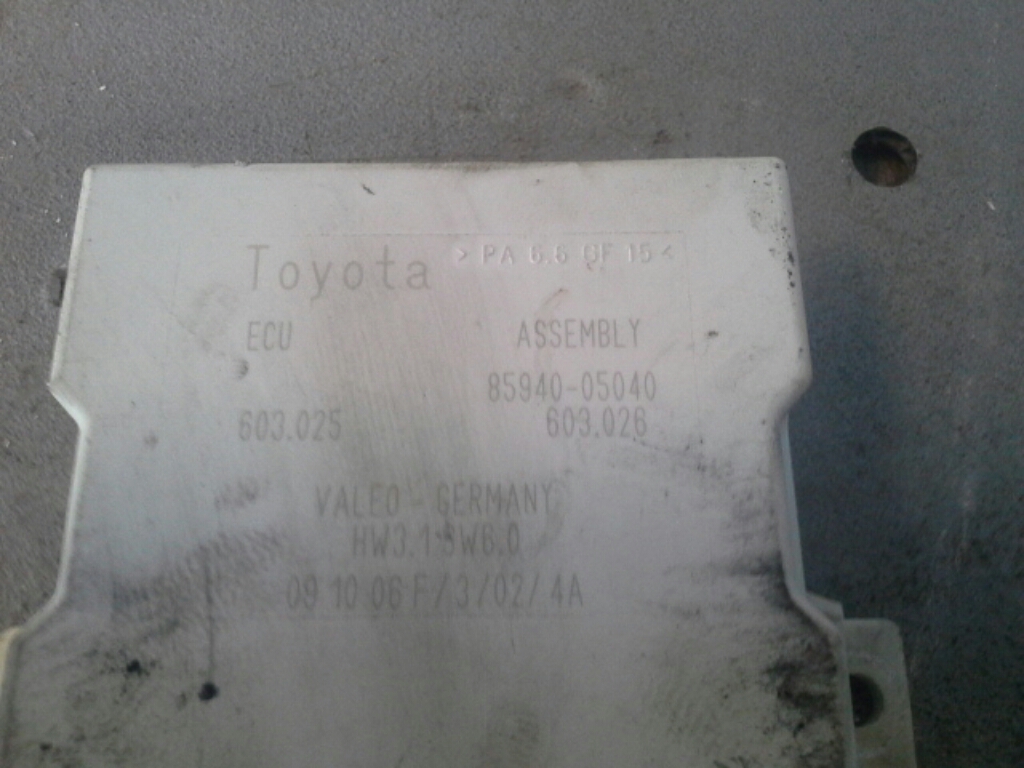 Toyota
> PA 6.6 GF 15 <
ECU ASSEMBLY
85940-05040
603.025 603.026
VALEO - GERMANY
HW3.1 SW6.0
09 10 06 F/3/02/4A